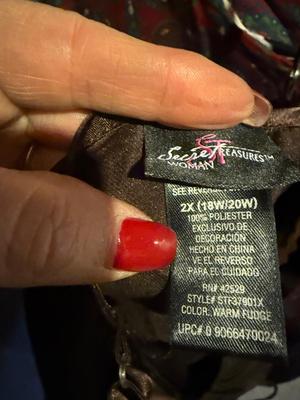 Secret TREASURES™
WOMAN
SEE REVERSE
2X (18W/20W)
100% POLIESTER
EXCLUSIVO DE
DECORACIÓN
HECHO EN CHINA
VE EL REVERSO
PARA EL CUIDADO
RN# 42529
STYLE# STF37901X
COLOR: WARM FUDGE
UPC# 0 9066470024